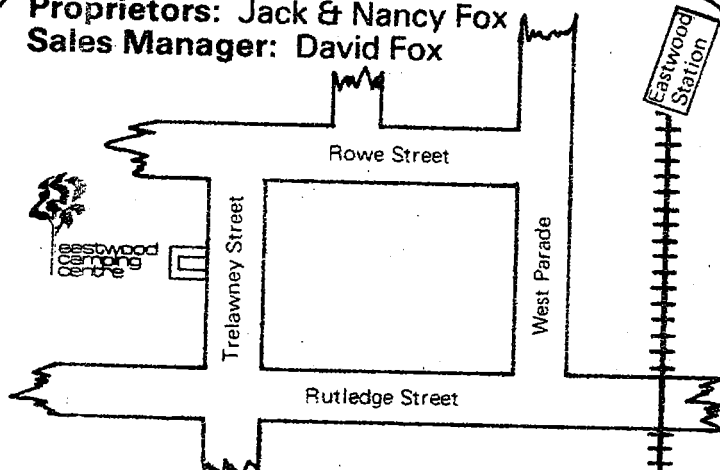 Proprietors: Jack & Nancy Fox
Sales Manager: David Fox
Eastwood
Station
Rowe Street
Trelawney Street
eastwood
camping
centre
West Parade
Rutledge Street